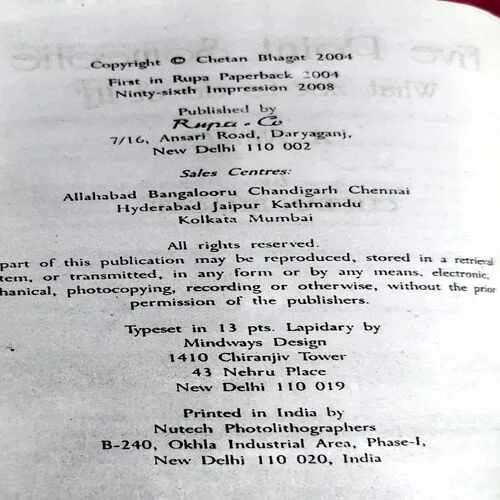 Copyright © Chetan Bhagat 2004
First in Rupa Paperback 2004
Ninty-sixth Impression 2008
Published by
Rupa & Co
7/16, Ansari Road, Daryaganj,
New Delhi 110 002
Sales Centres:
Allahabad Bangalooru Chandigarh Chennai
Hyderabad Jaipur Kathmandu
Kolkata Mumbai
All rights reserved.
part of this publication may be reproduced, stored in a retrieval
tem, or transmitted, in any form or by any means, electronic,
hanical, photocopying, recording or otherwise, without the prior
permission of the publishers.
Typeset in 13 pts. Lapidary by
Mindways Design
1410 Chiranjiv Tower
43 Nehru Place
New Delhi 110 019
Printed in India by
Nutech Photolithographers
B-240, Okhla Industrial Area, Phase-I,
New Delhi 110 020, India